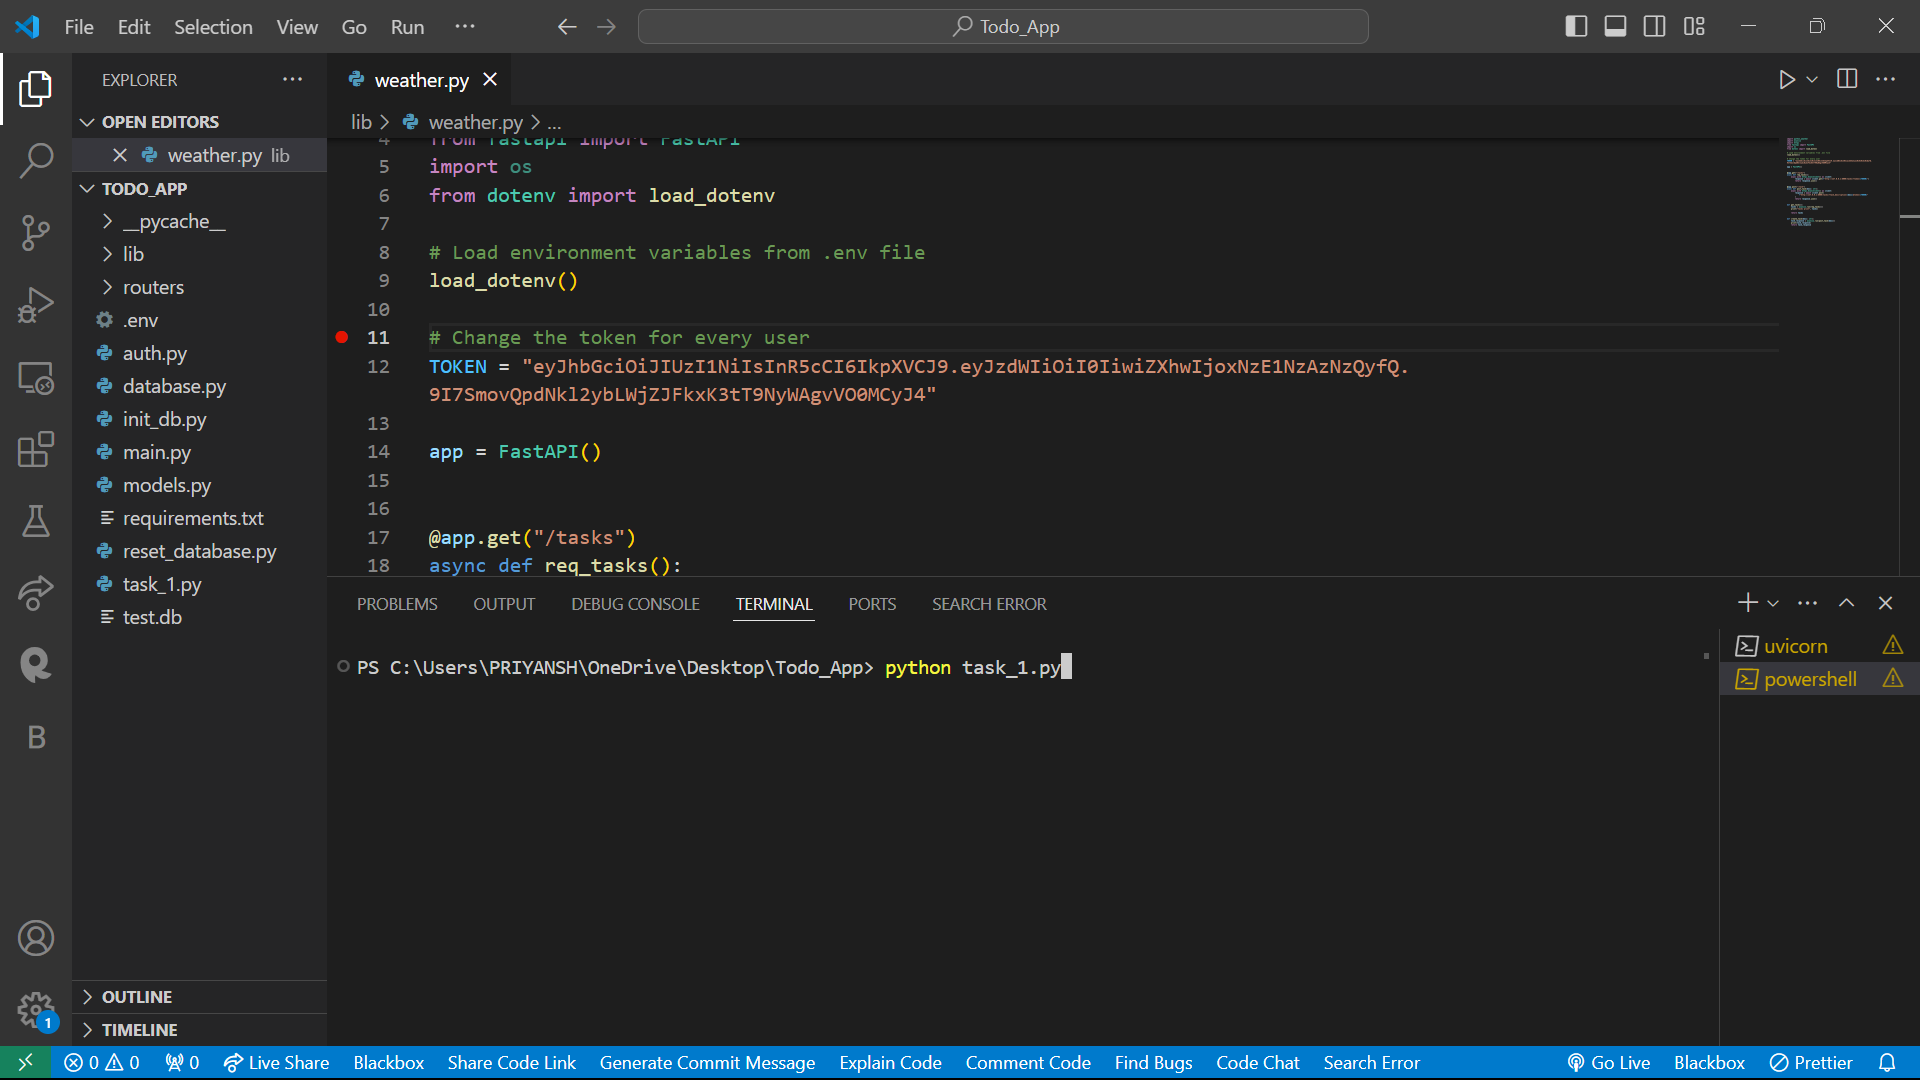 File Edit Selection View Go Run ··· Todo_App
EXPLORER ···
OPEN EDITORS
weather.py lib
TODO_APP
__pycache__
lib
routers
.env
auth.py
database.py
init_db.py
main.py
models.py
requirements.txt
reset_database.py
task_1.py
test.db
OUTLINE
TIMELINE
B
1
weather.py
lib > weather.py > ...
4 from fastapi import FastAPI
5 import os
6 from dotenv import load_dotenv
7
8 # Load environment variables from .env file
9 load_dotenv()
10
11 # Change the token for every user
12 TOKEN = "eyJhbGciOiJIUzI1NiIsInR5cCI6IkpXVCJ9.eyJzdWIiOiI0IiwiZXhwIjoxNzE1NzAzNzQyfQ.
9I7SmovQpdNkl2ybLWjZJFkxK3tT9NyWAgvVO0MCyJ4"
13
14 app = FastAPI()
15
16
17 @app.get("/tasks")
18 async def req_tasks():
PROBLEMS OUTPUT DEBUG CONSOLE TERMINAL PORTS SEARCH ERROR
PS C:\Users\PRIYANSH\OneDrive\Desktop\Todo_App> python task_1.py
uvicorn
powershell
0 0 0 Live Share Blackbox Share Code Link Generate Commit Message Explain Code Comment Code Find Bugs Code Chat Search Error Go Live Blackbox Prettier